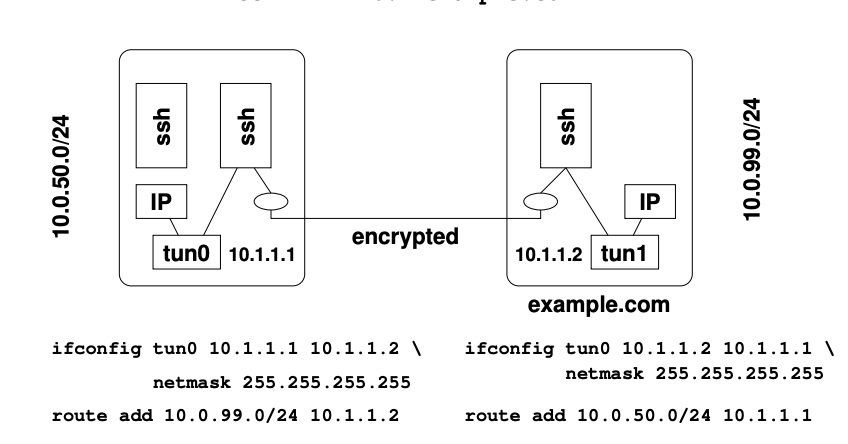 10.0.50.0/24
ssh
ssh
IP
tun0
10.1.1.1
encrypted
ssh
IP
10.1.1.2
tun1
10.0.99.0/24
example.com
ifconfig tun0 10.1.1.1 10.1.1.2 \
netmask 255.255.255.255
route add 10.0.99.0/24 10.1.1.2
ifconfig tun0 10.1.1.2 10.1.1.1 \
netmask 255.255.255.255
route add 10.0.50.0/24 10.1.1.1